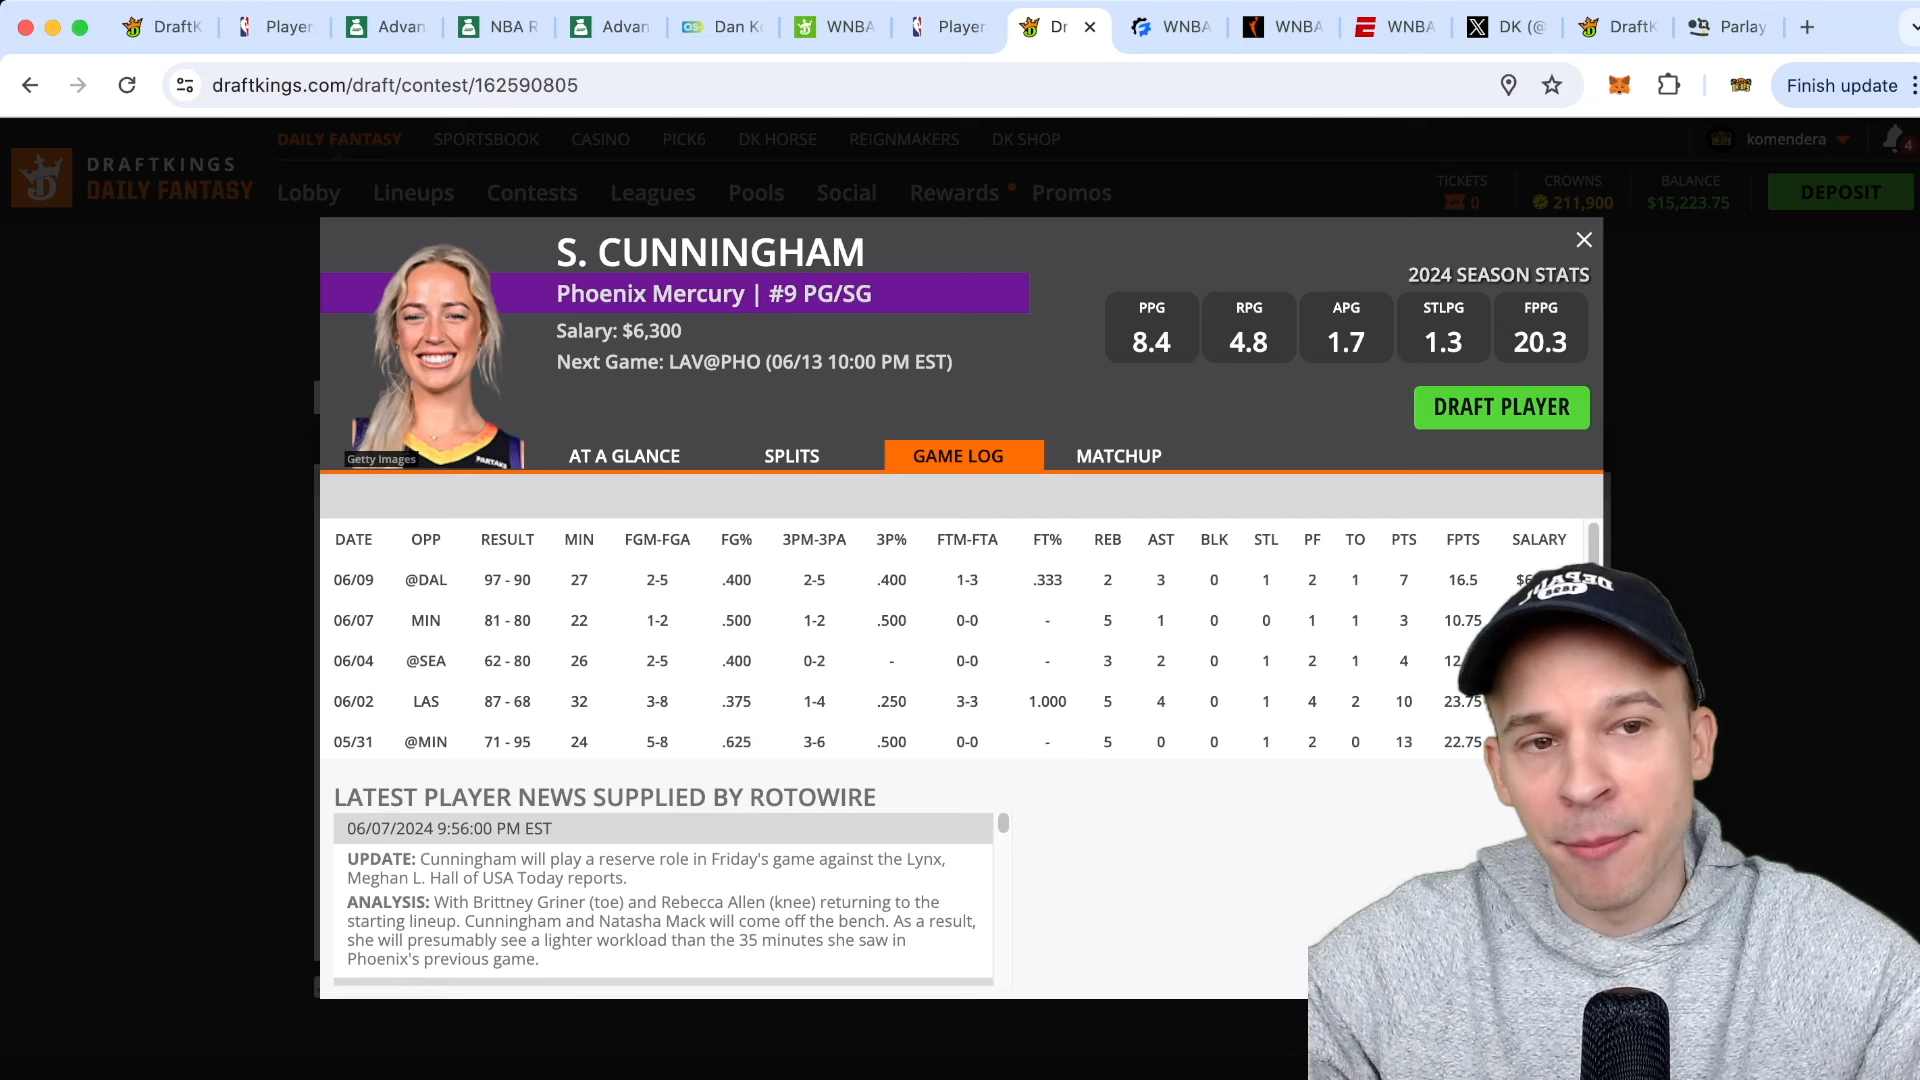 DraftK
Player
Advan
NBA R
Advan
Dan Ko
WNBA
Player
Dr
WNBA
WNBA
WNBA
DK (@
DraftK
Parlay
draftkings.com/draft/contest/162590805
Finish update
DAILY FANTASY SPORTSBOOK CASINO PICK6 DK HORSE REIGNMAKERS DK SHOP
komendera
4
DRAFTKINGS
DAILY FANTASY
Lobby Lineups Contests Leagues Pools Social Rewards Promos
TICKETS
0
CROWNS
211,900
BALANCE
$15,223.75
DEPOSIT
S. CUNNINGHAM
Phoenix Mercury | #9 PG/SG
Salary: $6,300
Next Game: LAV@PHO (06/13 10:00 PM EST)
2024 SEASON STATS
PPG RPG APG STLPG FPPG
8.4 4.8 1.7 1.3 20.3
DRAFT PLAYER
Getty Images
AT A GLANCE SPLITS GAME LOG MATCHUP
DATE OPP RESULT MIN FGM-FGA FG% 3PM-3PA 3P% FTM-FTA FT% REB AST BLK STL PF TO PTS FPTS SALARY
06/09 @DAL 97 - 90 27 2-5 .400 2-5 .400 1-3 .333 2 3 0 1 2 1 7 16.5
06/07 MIN 81 - 80 22 1-2 .500 1-2 .500 0-0 - 5 1 0 0 1 1 3 10.75
06/04 @SEA 62 - 80 26 2-5 .400 0-2 - 0-0 - 3 2 0 1 2 1 4 12
06/02 LAS 87 - 68 32 3-8 .375 1-4 .250 3-3 1.000 5 4 0 1 4 2 10 23.75
05/31 @MIN 71 - 95 24 5-8 .625 3-6 .500 0-0 - 5 0 0 1 2 0 13 22.75
LATEST PLAYER NEWS SUPPLIED BY ROTOWIRE
06/07/2024 9:56:00 PM EST
UPDATE: Cunningham will play a reserve role in Friday's game against the Lynx,
Meghan L. Hall of USA Today reports.
ANALYSIS: With Brittney Griner (toe) and Rebecca Allen (knee) returning to the
starting lineup. Cunningham and Natasha Mack will come off the bench. As a result,
she will presumably see a lighter workload than the 35 minutes she saw in
Phoenix's previous game.